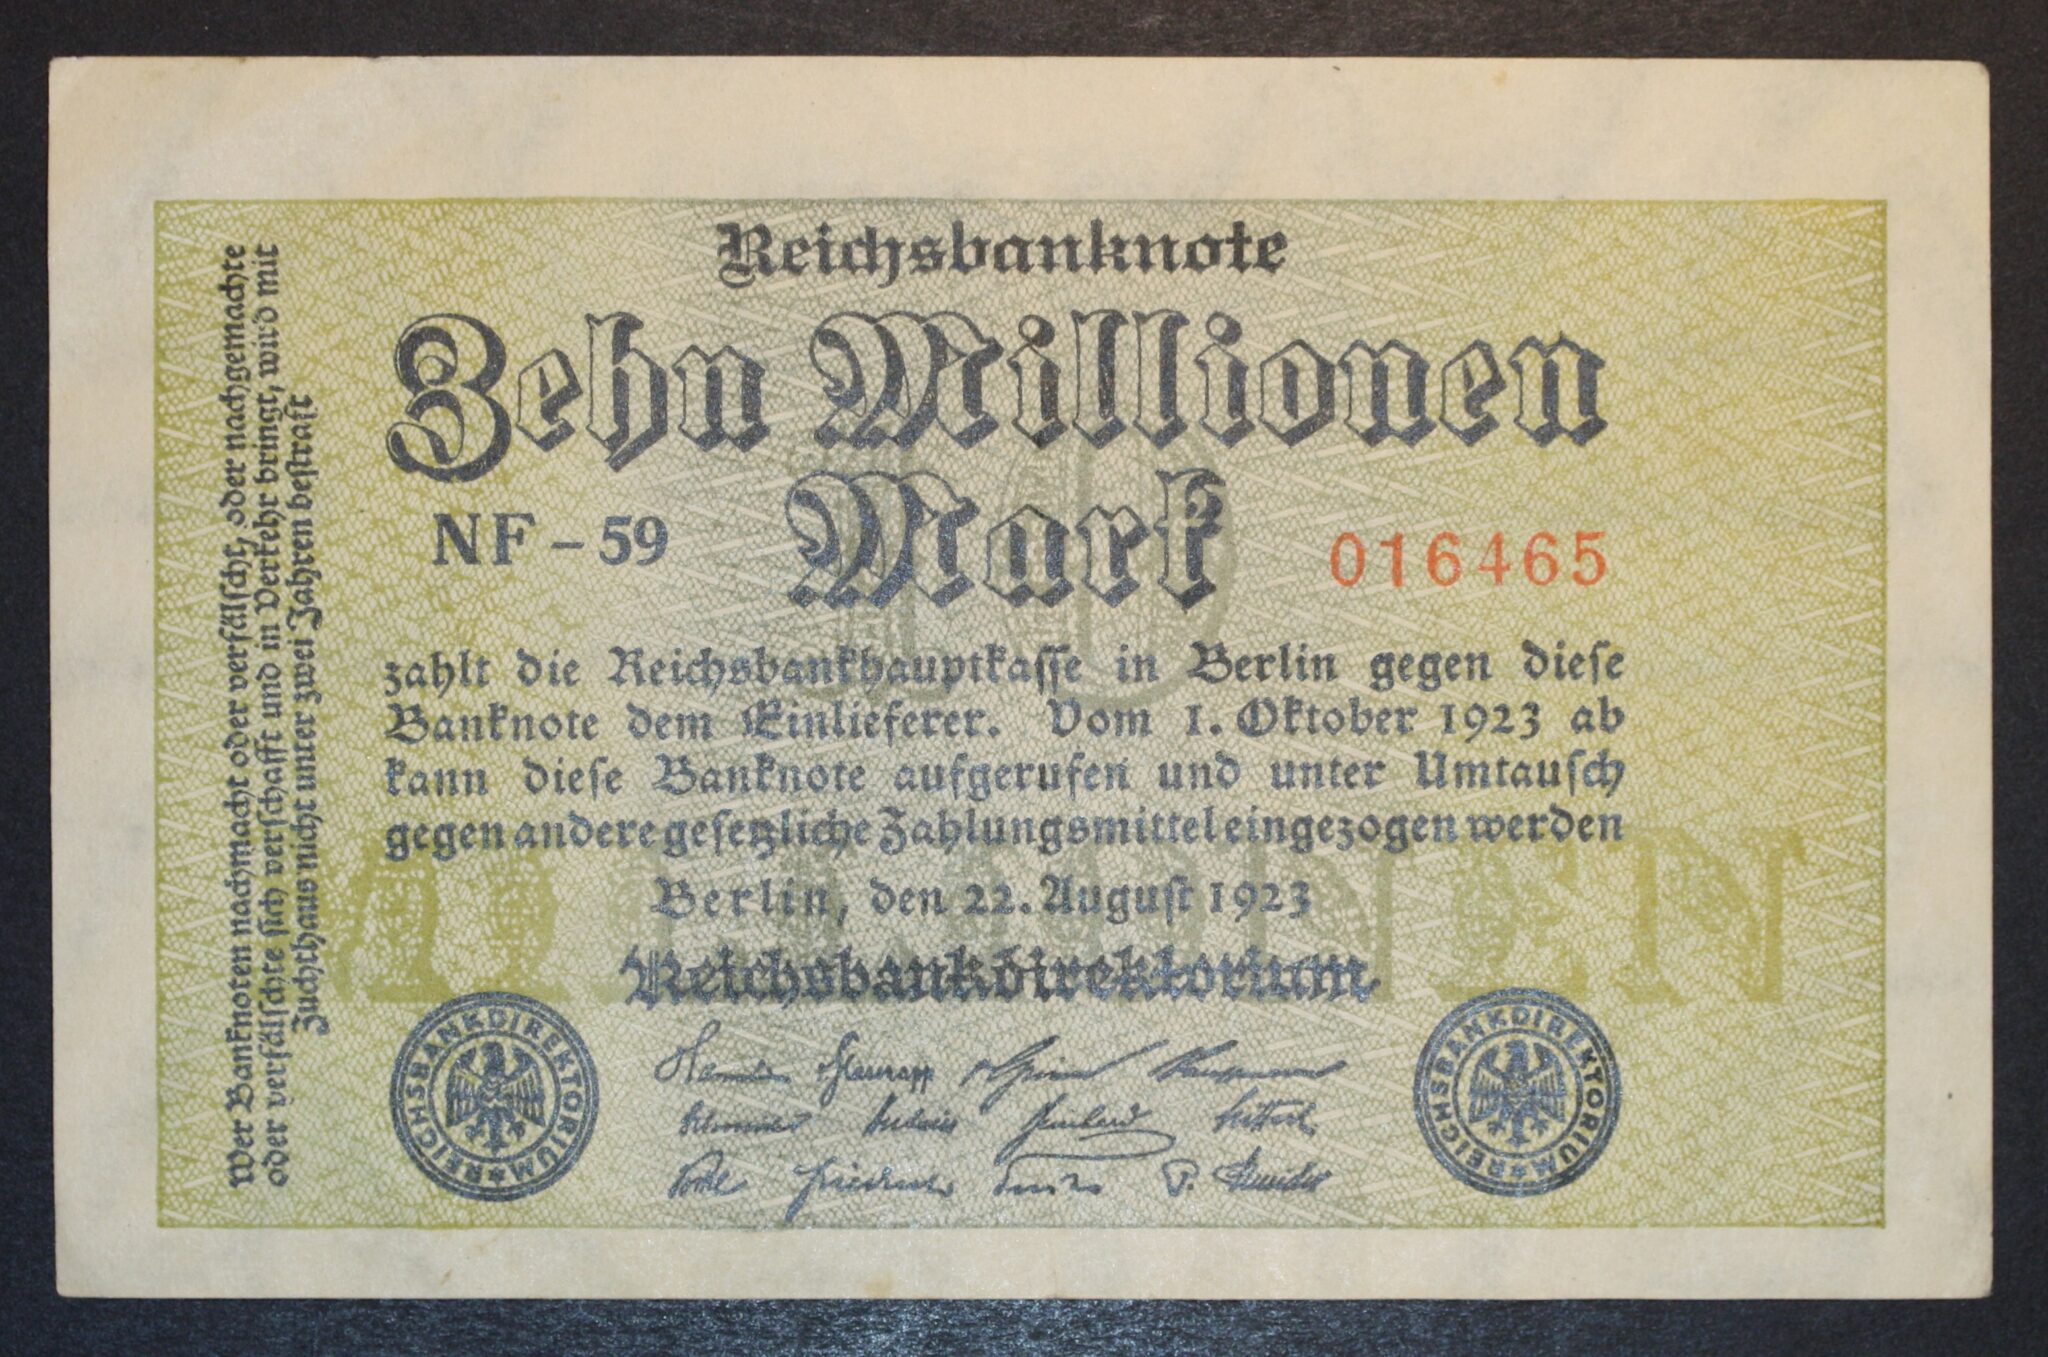 Reichsbanknote
Zehn Millionen
Mark
NF – 59
016465
zahlt die Reichsbankhauptkasse in Berlin gegen diese
Banknote dem Einlieferer. Vom 1. Oktober 1923 ab
kann diese Banknote aufgerufen und unter Umtausch
gegen andere gesetzliche Zahlungsmittel eingezogen werden
Berlin, den 22. August 1923
Reichsbankdirektorium
REICHSBANKDIREKTORIUM
REICHSBANKDIREKTORIUM
Wer Banknoten nachmacht oder verfälscht, oder nachgemachte
oder verfälschte sich verschafft und in Verkehr bringt, wird mit
Zuchthaus nicht unter zwei Jahren bestraft
10
MILLIONEN